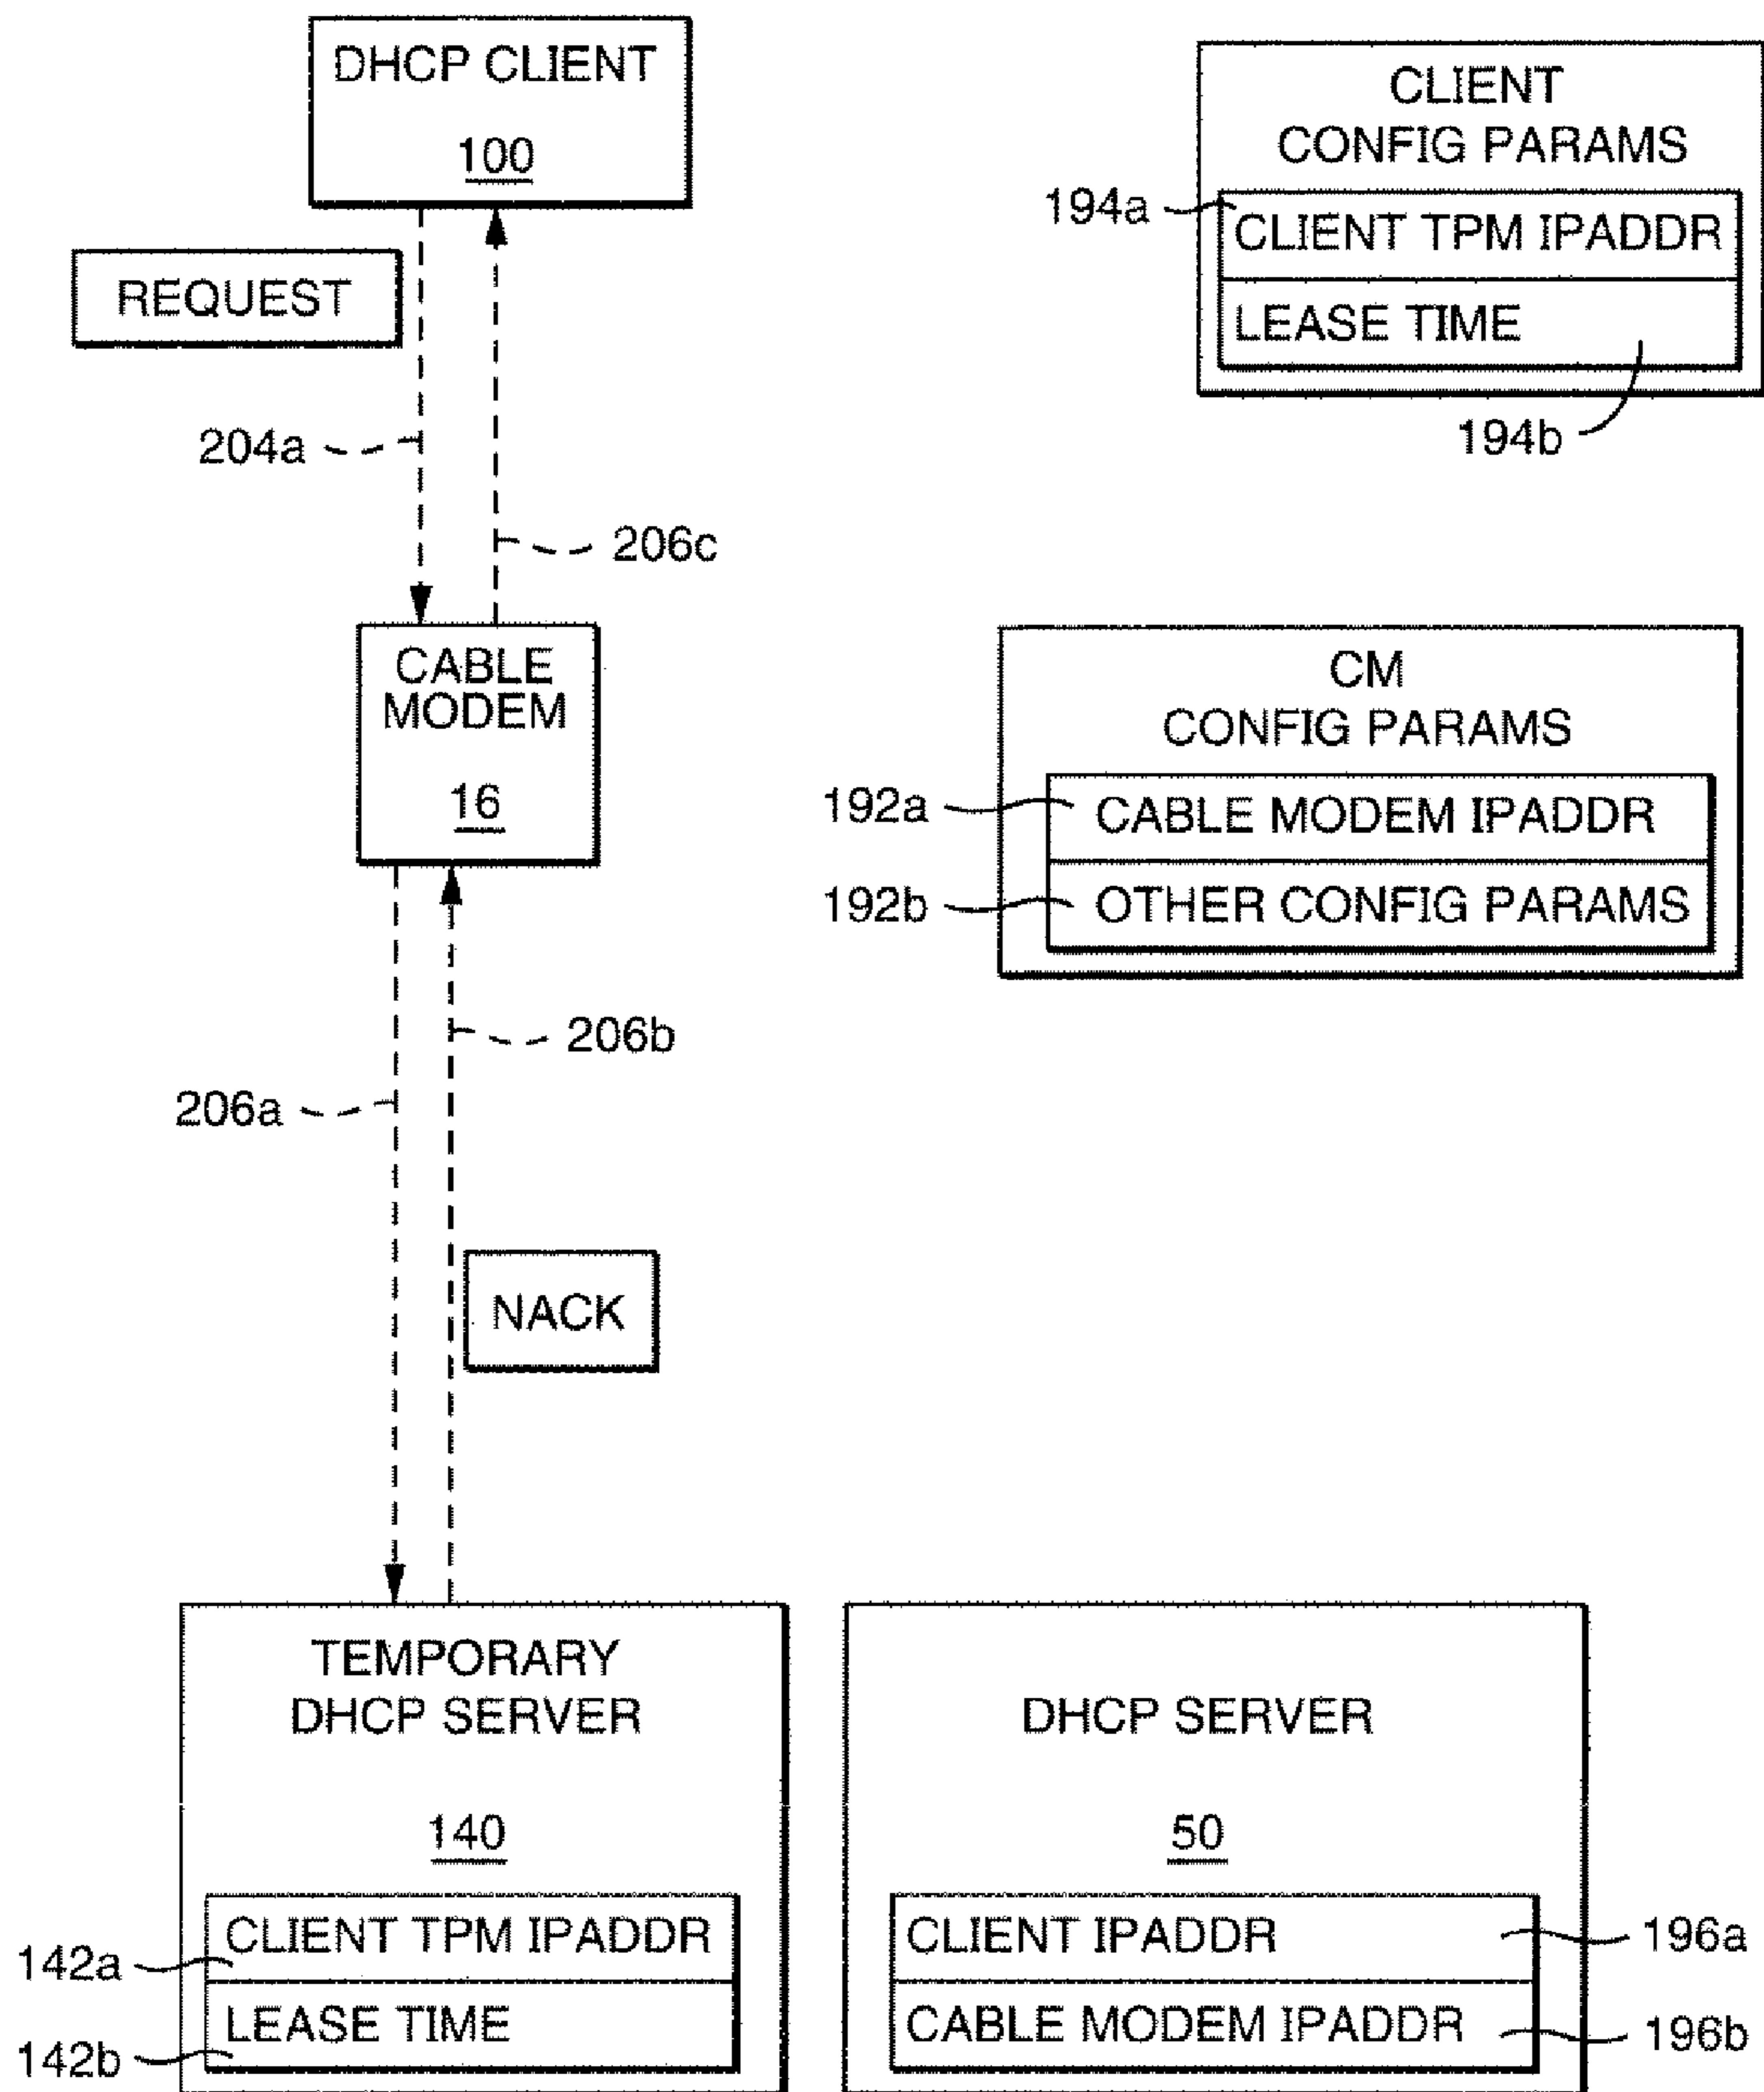 DHCP CLIENT
100
CLIENT
CONFIG PARAMS
194a
CLIENT TPM IPADDR
LEASE TIME
194b
REQUEST
204a
206c
CABLE
MODEM
16
CM
CONFIG PARAMS
192a
CABLE MODEM IPADDR
192b
OTHER CONFIG PARAMS
206b
206a
NACK
TEMPORARY
DHCP SERVER
140
142a
CLIENT TPM IPADDR
142b
LEASE TIME
DHCP SERVER
50
CLIENT IPADDR
196a
CABLE MODEM IPADDR
196b